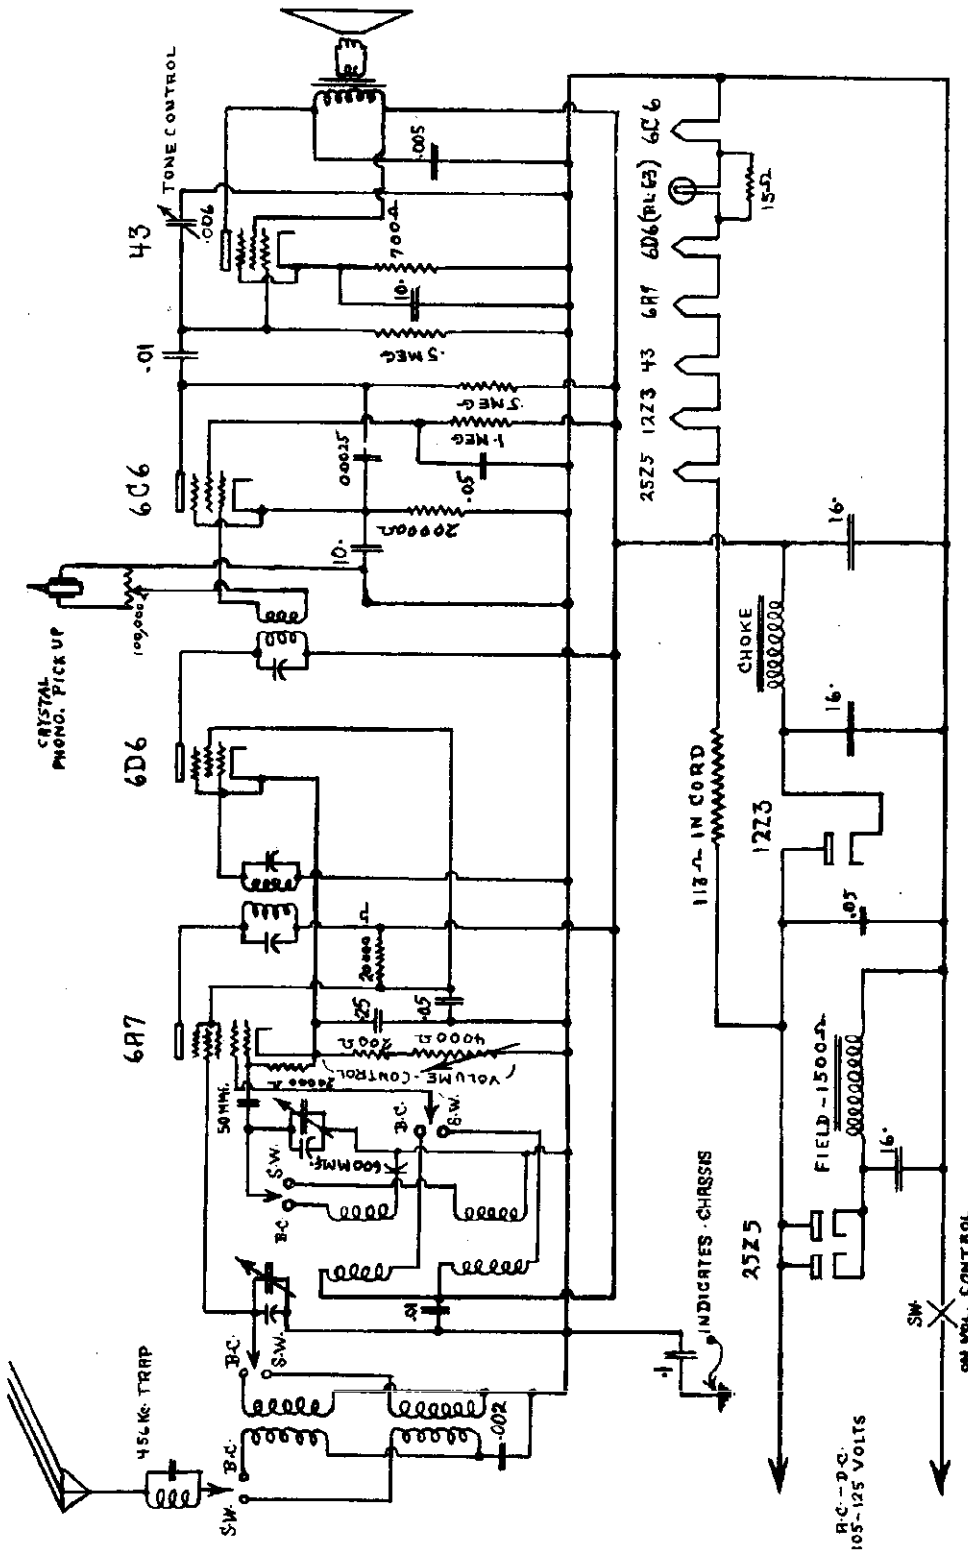 456 Kc. TRAP
S.W.
B.C.
B.C.
S.W.
.002
.1
INDICATES · CHASSIS
.01
B.C.
S.W.
600 MMF.
B.C.
S.W.
50 MMF.
20000 Ω
VOLUME - CONTROL
200Ω
4000Ω
.25
.05
20000 Ω
6A7
6D6
CRYSTAL
PHONO. PICK UP
100,000
6C6
10.
.00025
20000Ω
.05
1·MEG
.5 MEG
.01
43
.006
TONE CONTROL
.5 MEG
10.
700Ω
.005
25Z5
12Z3
43
6A7
6D6
6C6
15Ω
113Ω IN CORD
CHOKE
16.
16.
12Z3
.05
FIELD-1500Ω
16.
25Z5
SW.
ON VOL. CONTROL
A.C.-D.C.
105-125 VOLTS